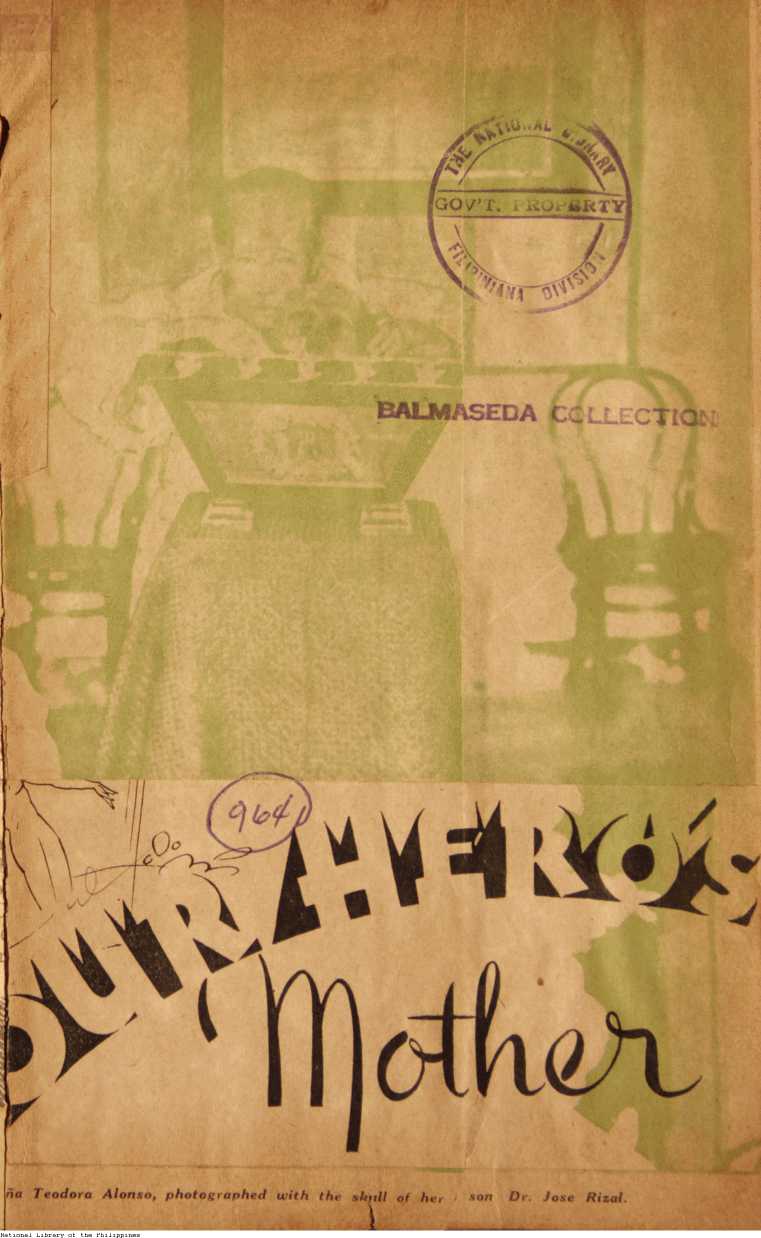 THE NATIONAL LIBRARY
GOV'T. PROPERTY
FILIPINIANA DIVISION
BALMASEDA COLLECTION
964
OUR HERO'S
Mother
ña Teodora Alonso, photographed with the skull of her son Dr. Jose Rizal.
National Library of the Philippines